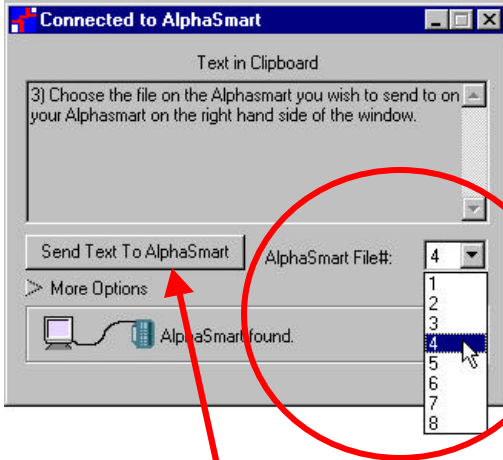 Connected to AlphaSmart
Text in Clipboard
3) Choose the file on the Alphasmart you wish to send to on
your Alphasmart on the right hand side of the window.
Send Text To AlphaSmart
AlphaSmart File#:
4
More Options
1
2
3
4
5
6
7
8
AlphaSmart found.